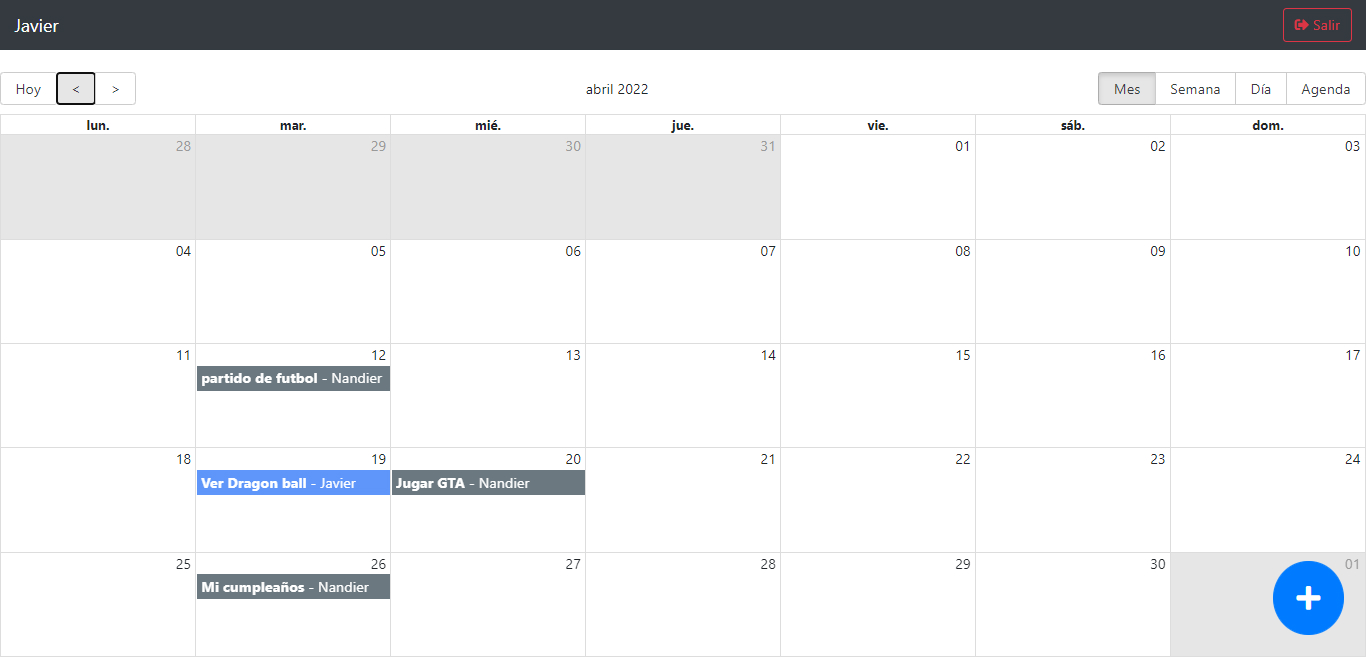 Javier Salir
Hoy < > abril 2022 Mes Semana Día Agenda
lun. mar. mié. jue. vie. sáb. dom.
28 29 30 31 01 02 03
04 05 06 07 08 09 10
11 12 13 14 15 16 17
partido de futbol - Nandier
18 19 20 21 22 23 24
Ver Dragon ball - Javier Jugar GTA - Nandier
25 26 27 28 29 30 01
Mi cumpleaños - Nandier